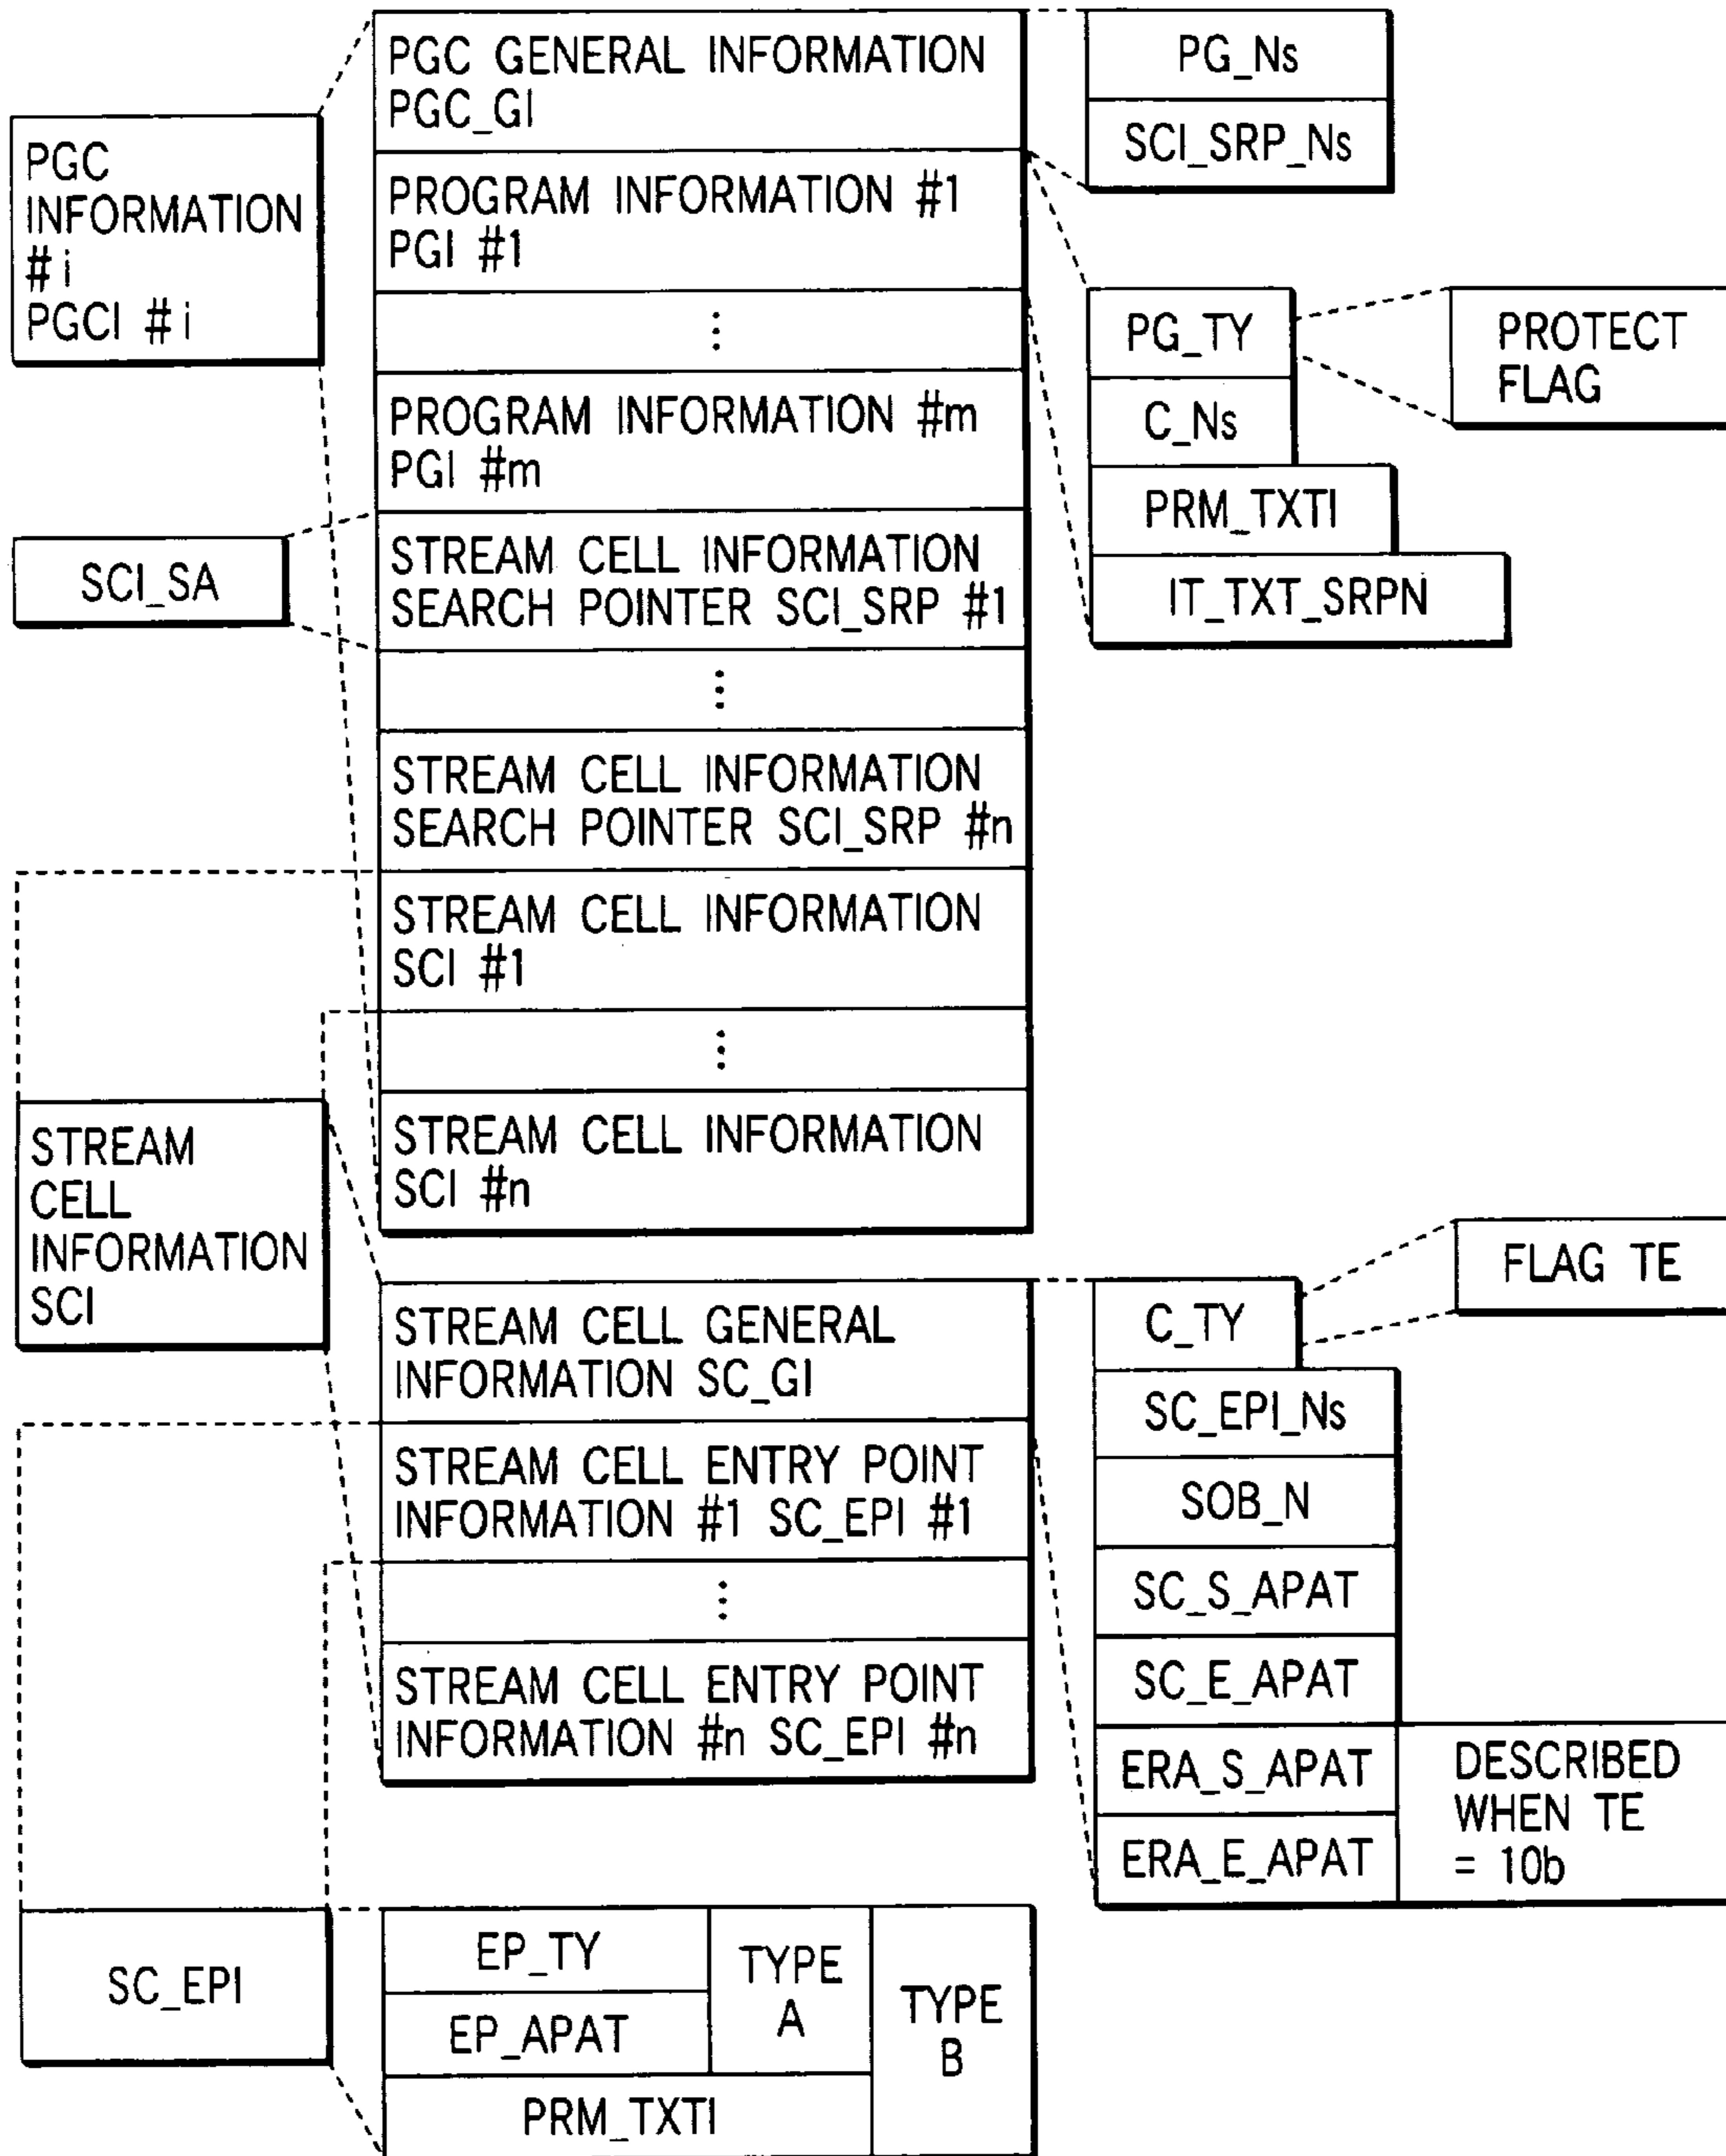 PGC
INFORMATION
# i
PGCI # i
PGC GENERAL INFORMATION
PGC_GI
PROGRAM INFORMATION #1
PGI #1
⋮
PROGRAM INFORMATION #m
PGI #m
STREAM CELL INFORMATION
SEARCH POINTER SCI_SRP #1
⋮
STREAM CELL INFORMATION
SEARCH POINTER SCI_SRP #n
STREAM CELL INFORMATION
SCI #1
⋮
STREAM CELL INFORMATION
SCI #n
PG_Ns
SCI_SRP_Ns
PG_TY
C_Ns
PRM_TXTI
IT_TXT_SRPN
PROTECT
FLAG
SCI_SA
STREAM
CELL
INFORMATION
SCI
STREAM CELL GENERAL
INFORMATION SC_GI
STREAM CELL ENTRY POINT
INFORMATION #1 SC_EPI #1
⋮
STREAM CELL ENTRY POINT
INFORMATION #n SC_EPI #n
C_TY
SC_EPI_Ns
SOB_N
SC_S_APAT
SC_E_APAT
ERA_S_APAT
ERA_E_APAT
FLAG TE
DESCRIBED
WHEN TE
= 10b
SC_EPI
EP_TY
EP_APAT
PRM_TXTI
TYPE
A
TYPE
B